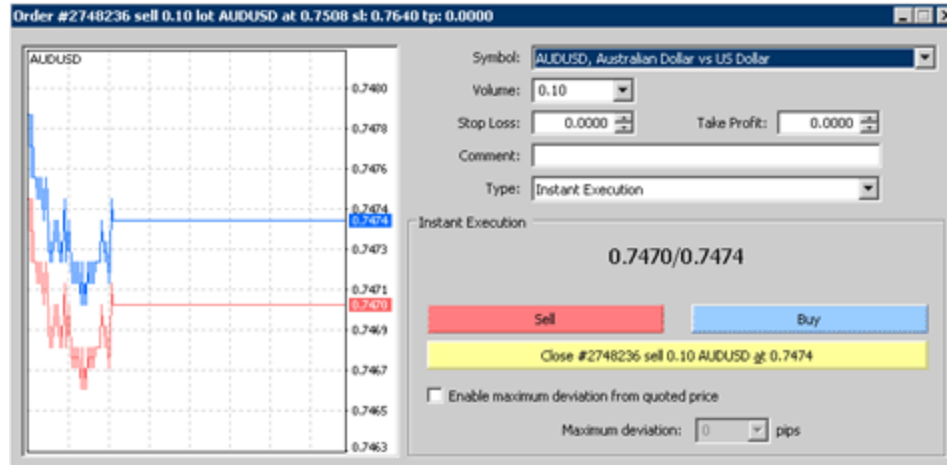 Order #2748236 sell 0.10 lot AUDUSD at 0.7508 sl: 0.7640 tp: 0.0000
AUDUSD
0.7480
0.7478
0.7476
0.7474
0.7474
0.7473
0.7471
0.7470
0.7469
0.7467
0.7465
0.7463
Symbol: AUDUSD, Australian Dollar vs US Dollar
Volume: 0.10
Stop Loss: 0.0000 Take Profit: 0.0000
Comment:
Type: Instant Execution
Instant Execution
0.7470/0.7474
Sell Buy
Close #2748236 sell 0.10 AUDUSD at 0.7474
Enable maximum deviation from quoted price
Maximum deviation: 0 pips